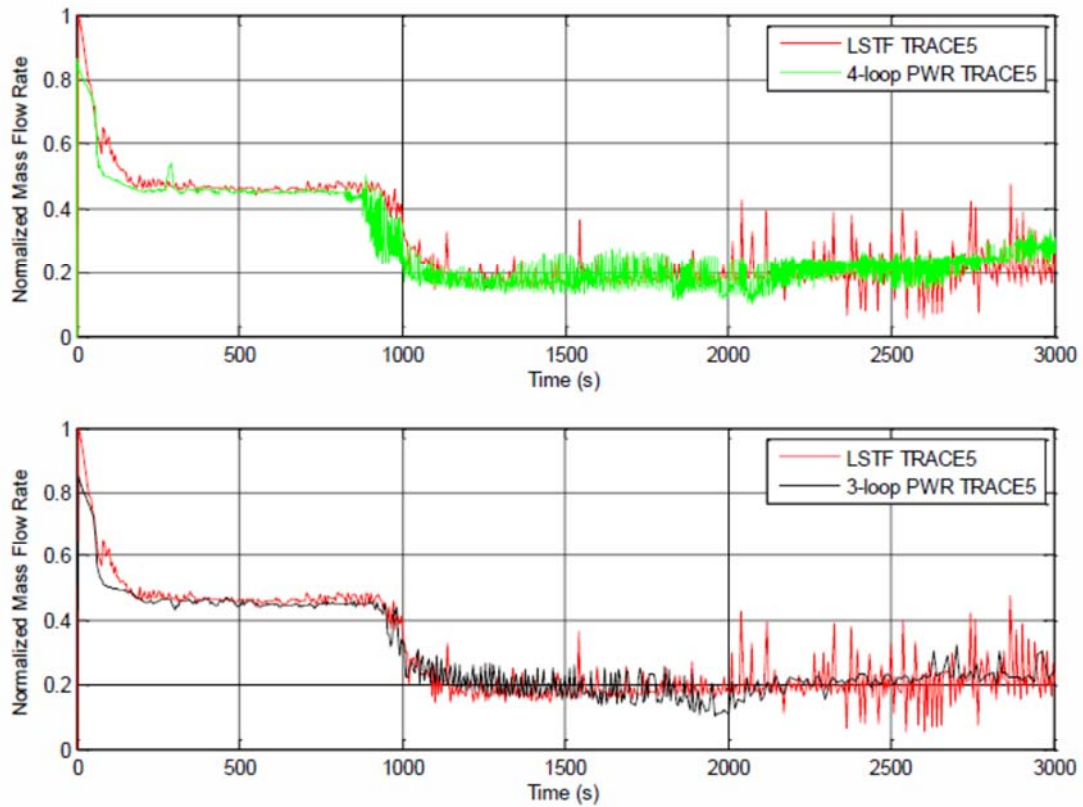 1
0.8
0.6
0.4
0.2
0
Normalized Mass Flow Rate
LSTF TRACE5
4-loop PWR TRACE5
0 500 1000 1500 2000 2500 3000
Time (s)
1
0.8
0.6
0.4
0.2
0
Normalized Mass Flow Rate
LSTF TRACE5
3-loop PWR TRACE5
0 500 1000 1500 2000 2500 3000
Time (s)